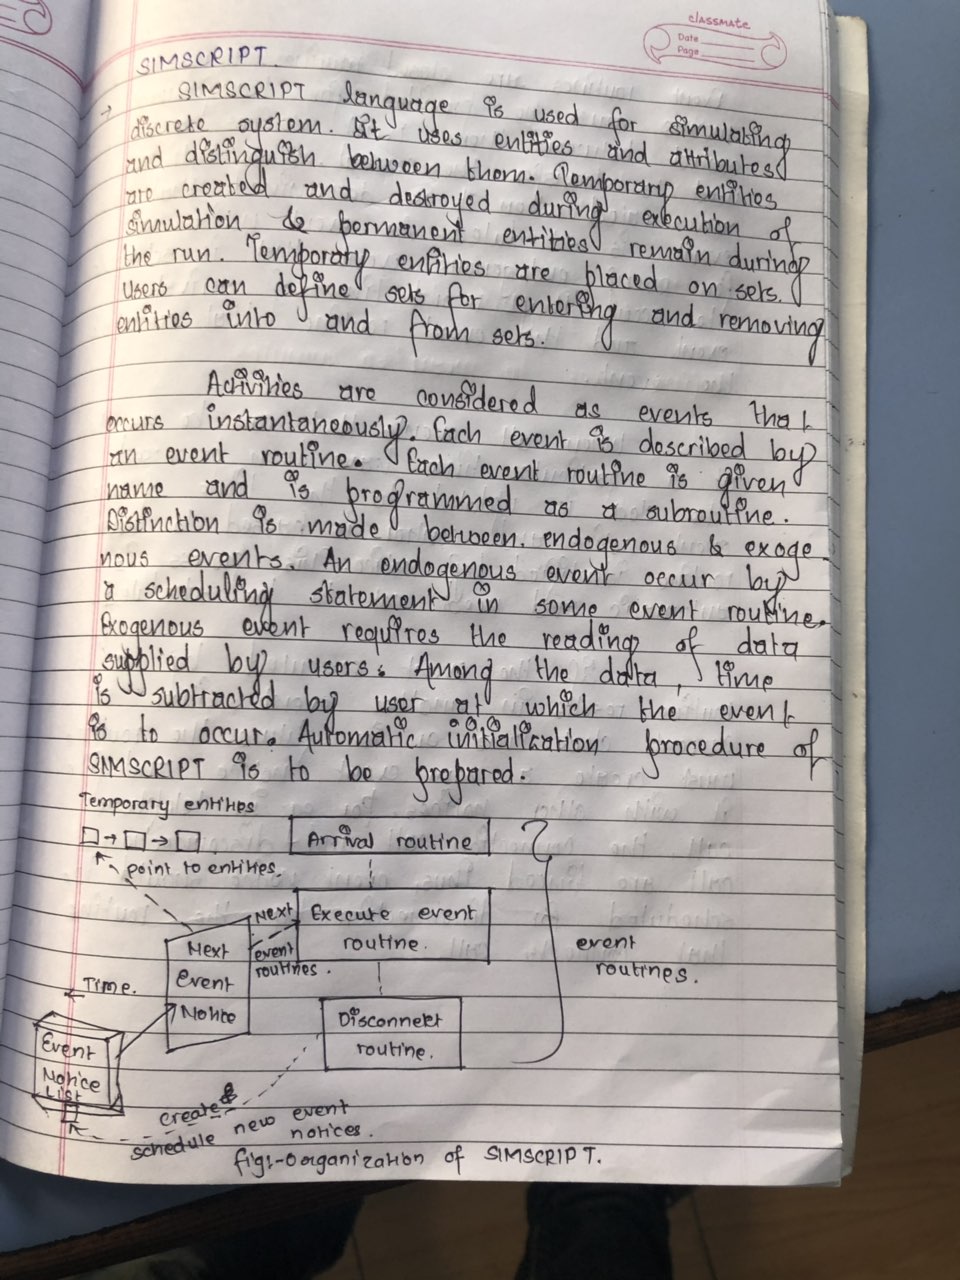 classmate
Date
Page
SIMSCRIPT.
→ SIMSCRIPT language is used for simulating
discrete system. It uses entities and attributes
and distinguish between them. Temporary entities
are created and destroyed during execution of
simulation & permanent entities remain during
the run. Temporary entities are placed on sets.
Users can define sets for entering and removing
entities into and from sets.
Activities are considered as events that
occurs instantaneously. Each event is described by
an event routine. Each event routine is given
name and is programmed as a subroutine.
Distinction is made between endogenous & exoge
nous events. An endogenous event occur by
a scheduling statement in some event routine.
Exogenous event requires the reading of data
supplied by users. Among the data, time
is subtracted by user at which the event
is to occur. Automatic initialization procedure of
SIMSCRIPT is to be prepared.
Temporary entities
Arrival routine
point to entities.
Next
event
routines.
Execute event
routine.
event
routines.
Next
Event
Notice
← Time.
Disconnect
routine.
Event
Notice
List
create &
schedule new event
notices.
fig:- Oorganization of SIMSCRIPT.